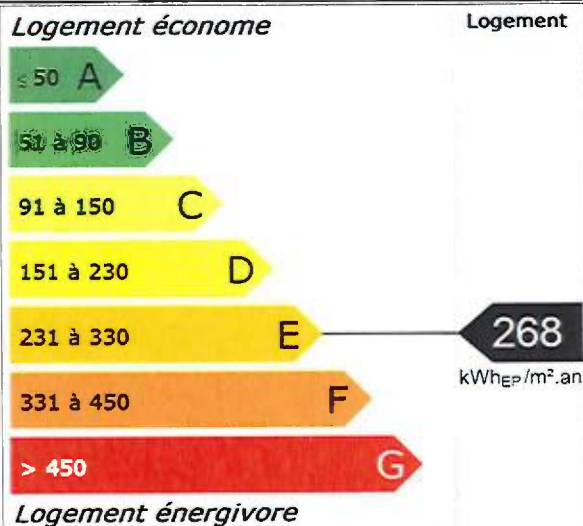 Logement économe
Logement
≤ 50 A
51 à 90 B
91 à 150 C
151 à 230 D
231 à 330 E
268
kWhEP/m².an
331 à 450 F
> 450 G
Logement énergivore